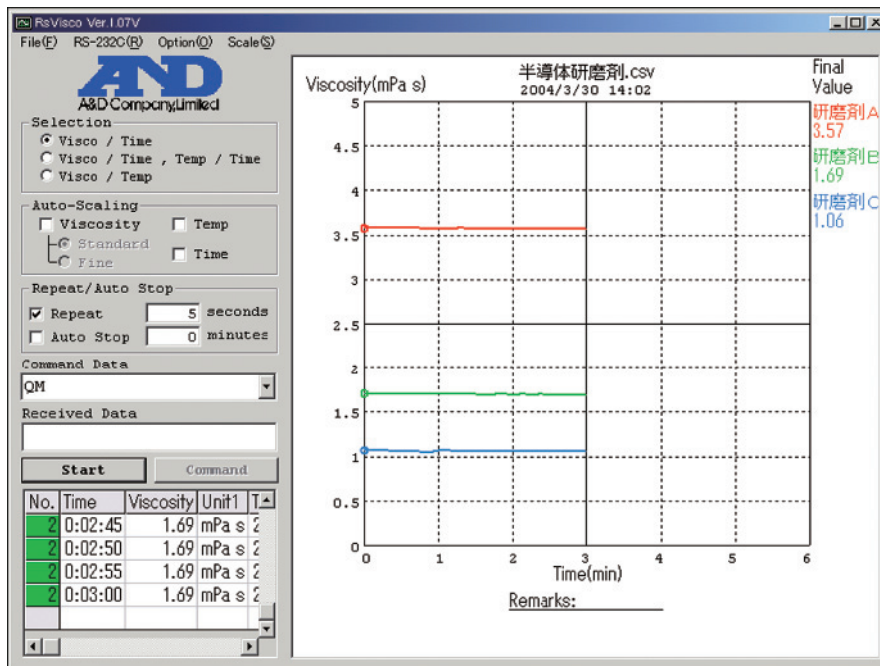 RsVisco Ver.1.07V
File(F) RS-232C(R) Option(O) Scale(S)
AND
A&D Company,Limited
Selection
Visco / Time
Visco / Time , Temp / Time
Visco / Temp
Auto-Scaling
Viscosity Temp
Standard
Fine
Time
Repeat/Auto Stop
Repeat 5 seconds
Auto Stop 0 minutes
Command Data
QM
Received Data
Start Command
No. Time Viscosity Unit1 T
2 0:02:45 1.69 mPa s 2
2 0:02:50 1.69 mPa s 2
2 0:02:55 1.69 mPa s 2
2 0:03:00 1.69 mPa s 2
Viscosity(mPa s)
半導体研磨剤.csv
2004/3/30 14:02
Final
Value
研磨剤A
3.57
研磨剤B
1.69
研磨剤C
1.06
5
4.5
4
3.5
3
2.5
2
1.5
1
0.5
0
0 1 2 3 4 5 6
Time(min)
Remarks: